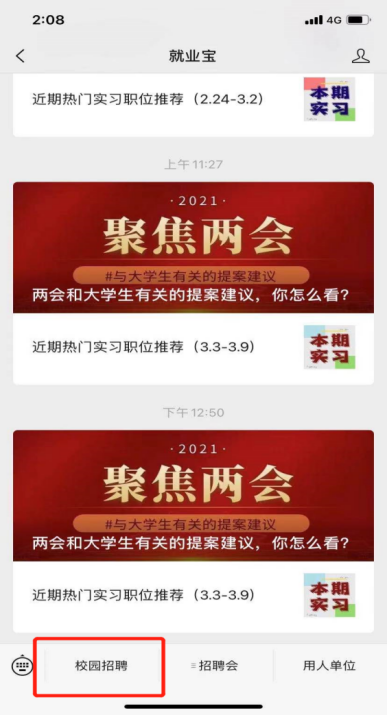 2:08
4G
就业宝
近期热门实习职位推荐（2.24-3.2）
本期
实习
上午 11:27
·2021·
聚焦两会
#与大学生有关的提案建议
两会和大学生有关的提案建议，你怎么看？
近期热门实习职位推荐（3.3-3.9）
本期
实习
下午 12:50
·2021·
聚焦两会
#与大学生有关的提案建议
两会和大学生有关的提案建议，你怎么看？
近期热门实习职位推荐（3.3-3.9）
本期
实习
校园招聘
招聘会
用人单位